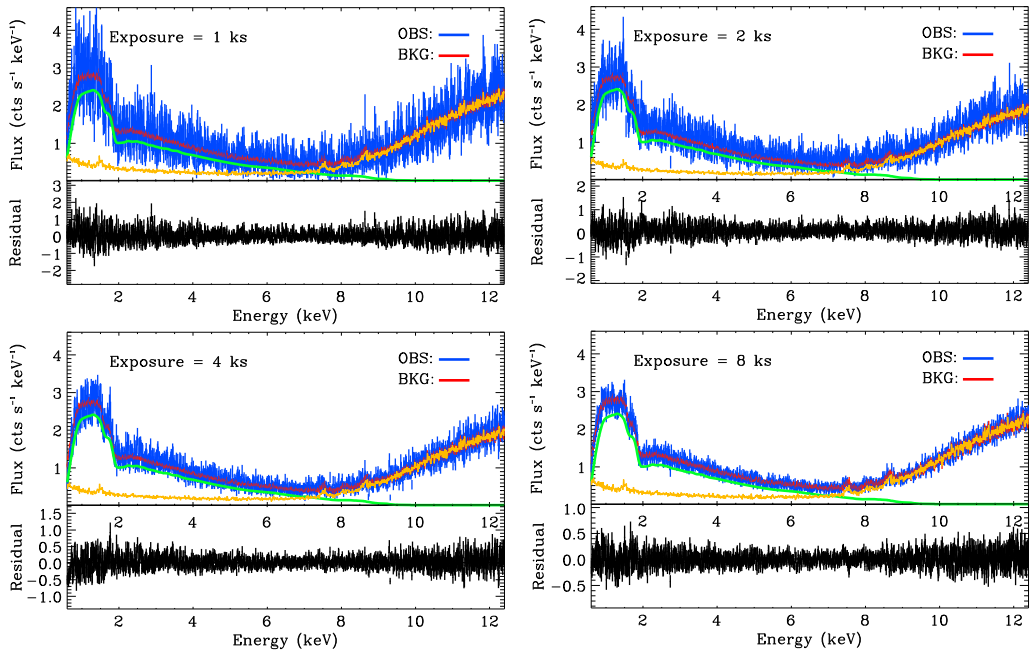 Exposure = 1 ks
OBS:
BKG:
Flux (cts s⁻¹ keV⁻¹)
4
3
2
1
Residual
3
2
1
0
−1
−2
2 4 6 8 10 12
Energy (keV)
Exposure = 2 ks
OBS:
BKG:
Flux (cts s⁻¹ keV⁻¹)
4
3
2
1
Residual
2
1
0
−1
−2
2 4 6 8 10 12
Energy (keV)
Exposure = 4 ks
OBS:
BKG:
Flux (cts s⁻¹ keV⁻¹)
4
3
2
1
Residual
1.5
1.0
0.5
0.0
−0.5
−1.0
2 4 6 8 10 12
Energy (keV)
Exposure = 8 ks
OBS:
BKG:
Flux (cts s⁻¹ keV⁻¹)
4
3
2
1
Residual
1.0
0.5
0.0
−0.5
2 4 6 8 10 12
Energy (keV)